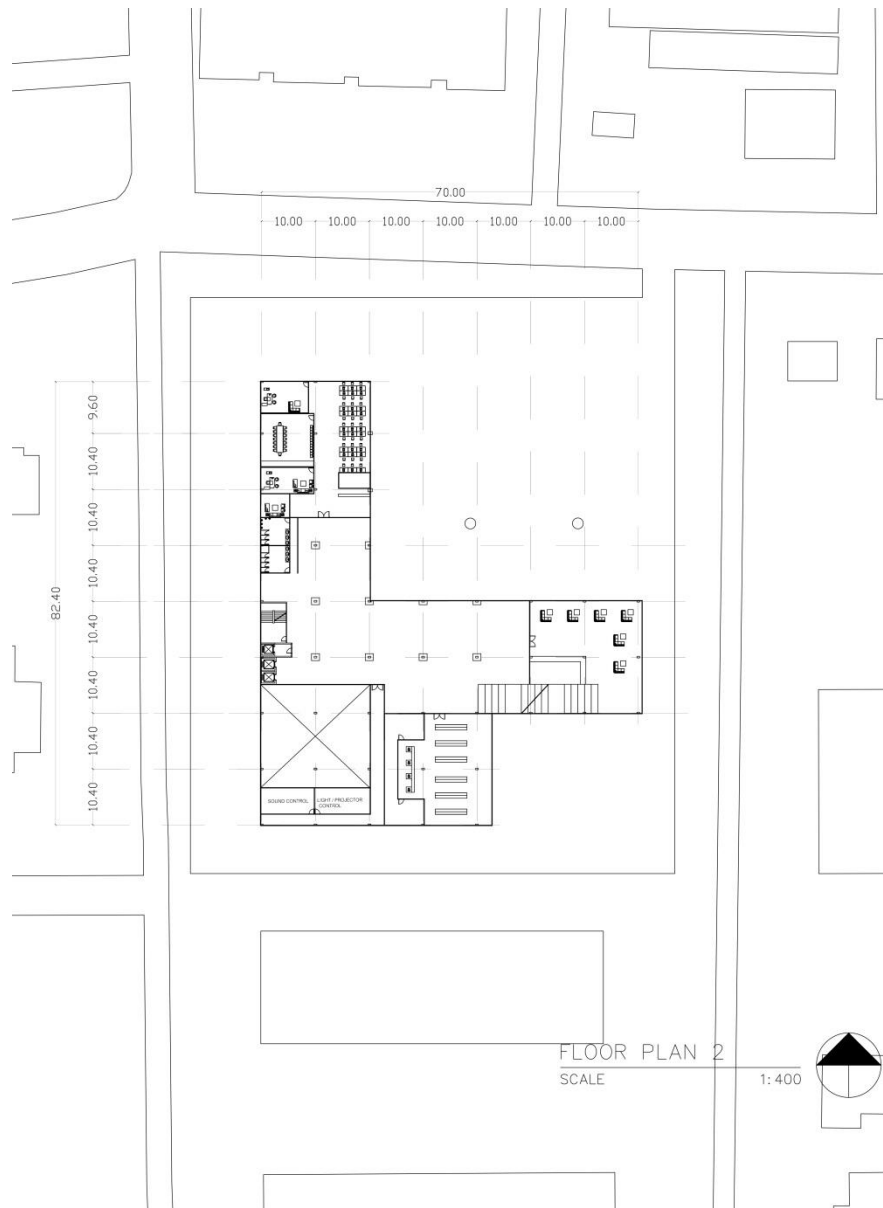 70.00
10.00 10.00 10.00 10.00 10.00 10.00 10.00
9.60
10.40
10.40
10.40
82.40
10.40
10.40
10.40
10.40
SOUND CONTROL
LIGHT / PROJECTOR
CONTROL
FLOOR PLAN 2
SCALE 1:400